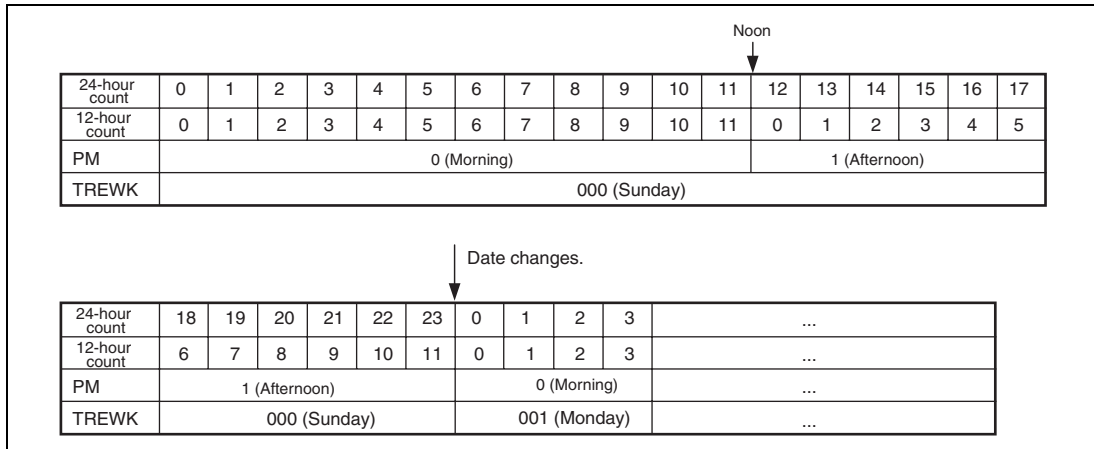 Noon
24-hour count 0 1 2 3 4 5 6 7 8 9 10 11 12 13 14 15 16 17
12-hour count 0 1 2 3 4 5 6 7 8 9 10 11 0 1 2 3 4 5
PM 0 (Morning) 1 (Afternoon)
TREWK 000 (Sunday)
Date changes.
24-hour count 18 19 20 21 22 23 0 1 2 3 ...
12-hour count 6 7 8 9 10 11 0 1 2 3 ...
PM 1 (Afternoon) 0 (Morning) ...
TREWK 000 (Sunday) 001 (Monday) ...